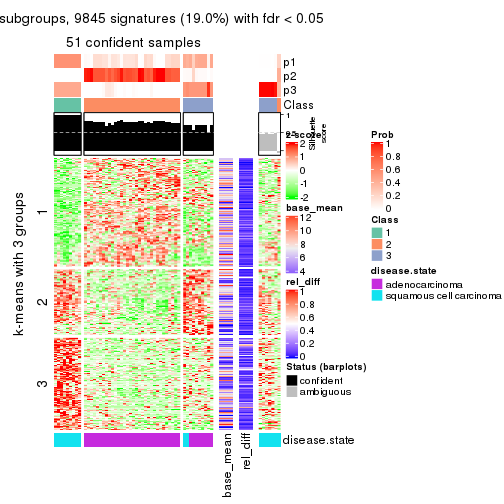 subgroups, 9845 signatures (19.0%) with fdr < 0.05
51 confident samples
p1
p2
p3
Class
1
0.5
0
Silhouette
score
k-means with 3 groups
1
2
3
base_mean
rel_diff
disease.state
z-score
2
1
0
-1
-2
base_mean
12
10
8
6
4
rel_diff
1
0.8
0.6
0.4
0.2
0
Status (barplots)
confident
ambiguous
Prob
1
0.8
0.6
0.4
0.2
0
Class
1
2
3
disease.state
adenocarcinoma
squamous cell carcinoma